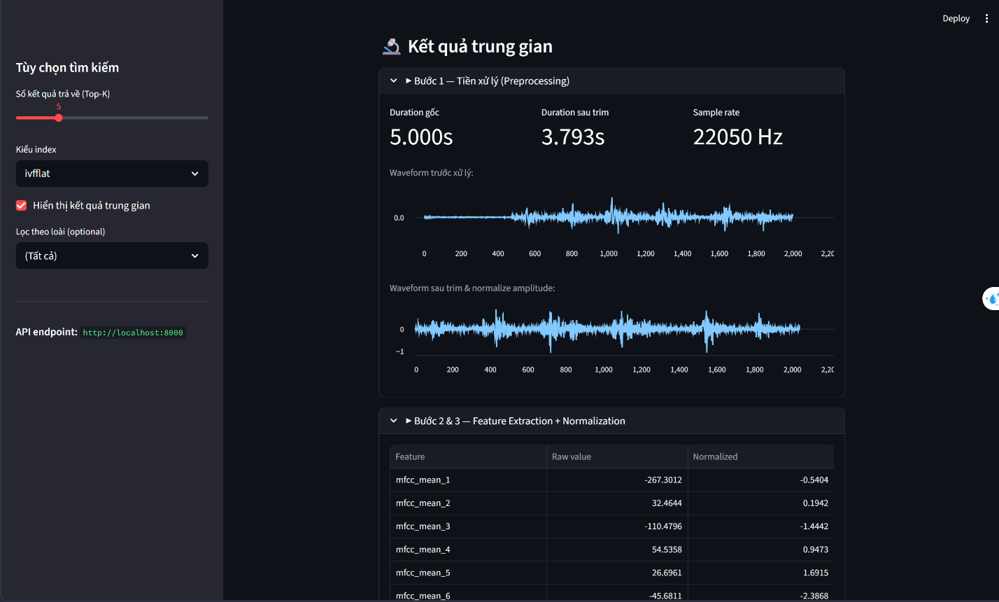 Deploy
Tùy chọn tìm kiếm
Số kết quả trả về (Top-K)
5
Kiểu index
ivfflat
Hiển thị kết quả trung gian
Lọc theo loài (optional)
(Tất cả)
API endpoint: http://localhost:8000
Kết quả trung gian
► Bước 1 — Tiền xử lý (Preprocessing)
Duration gốc Duration sau trim Sample rate
5.000s 3.793s 22050 Hz
Waveform trước xử lý:
0.0
0 200 400 600 800 1,000 1,200 1,400 1,600 1,800 2,000 2,20
Waveform sau trim & normalize amplitude:
0
−1
0 200 400 600 800 1,000 1,200 1,400 1,600 1,800 2,000 2,20
► Bước 2 & 3 — Feature Extraction + Normalization
Feature Raw value Normalized
mfcc_mean_1 -267.3012 -0.5404
mfcc_mean_2 32.4644 0.1942
mfcc_mean_3 -110.4796 -1.4442
mfcc_mean_4 54.5358 0.9473
mfcc_mean_5 26.6961 1.6915
mfcc_mean_6 -45.6811 -2.3868